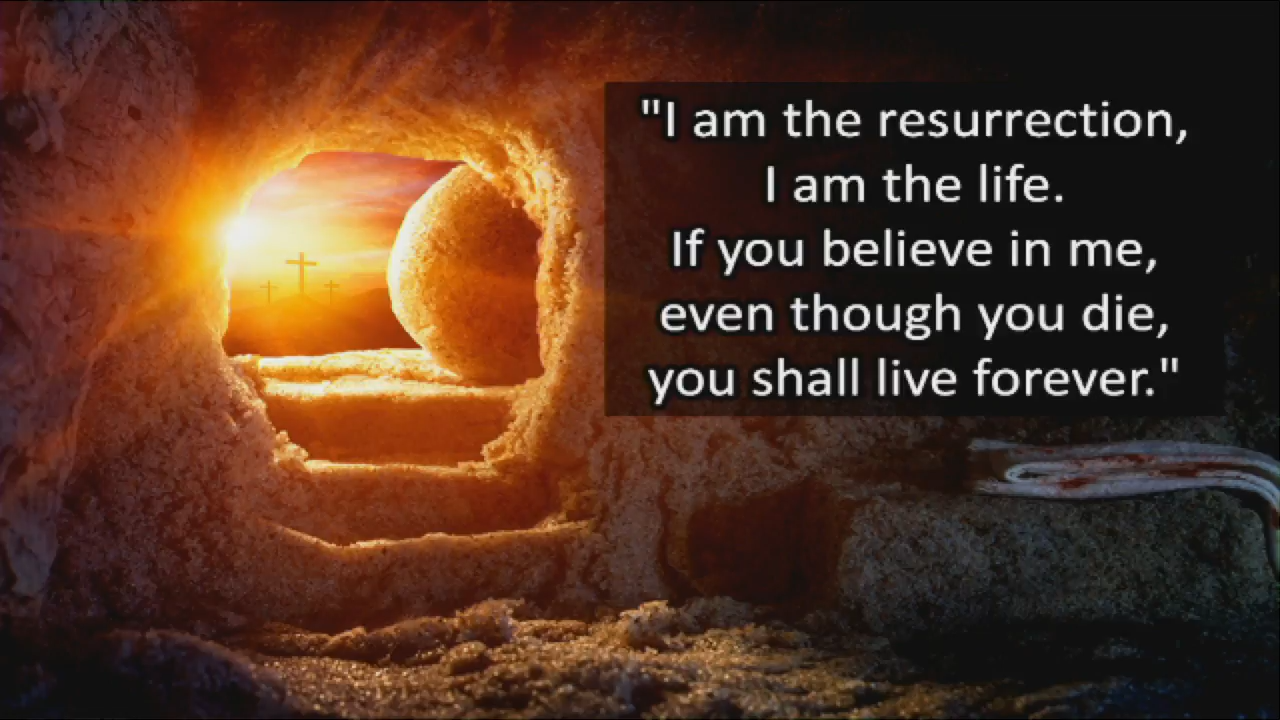 "I am the resurrection,
I am the life.
If you believe in me,
even though you die,
you shall live forever."